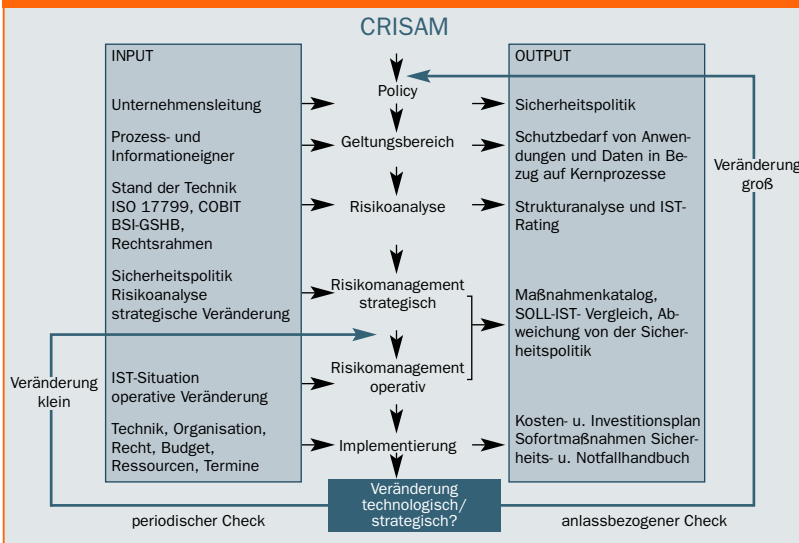 CRISAM
INPUT
Unternehmensleitung
Prozess- und
Informationeigner
Stand der Technik
ISO 17799, COBIT
BSI-GSHB,
Rechtsrahmen
Sicherheitspolitik
Risikoanalyse
strategische Veränderung
IST-Situation
operative Veränderung
Technik, Organisation,
Recht, Budget,
Ressourcen, Termine
Policy
Geltungsbereich
Risikoanalyse
Risikomanagement
strategisch
Risikomanagement
operativ
Implementierung
Veränderung
technologisch/
strategisch?
OUTPUT
Sicherheitspolitik
Schutzbedarf von Anwen-
dungen und Daten in Be-
zug auf Kernprozesse
Strukturanalyse und IST-
Rating
Maßnahmenkatalog,
SOLL-IST- Vergleich, Ab-
weichung von der Sicher-
heitspolitik
Kosten- u. Investitionsplan
Sofortmaßnahmen Sicher-
heits- u. Notfallhandbuch
Veränderung
groß
Veränderung
klein
periodischer Check
anlassbezogener Check